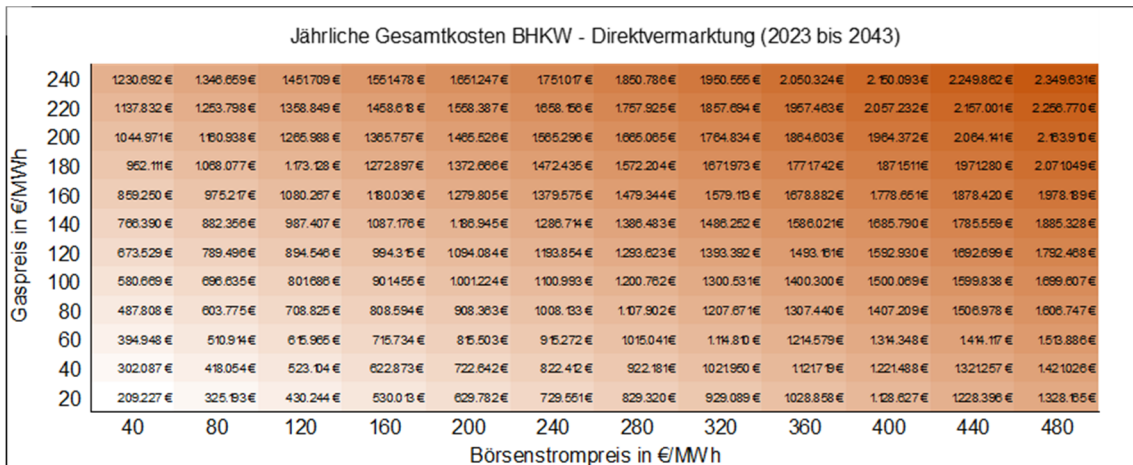 Jährliche Gesamtkosten BHKW - Direktvermarktung (2023 bis 2043)
Gaspreis in €/MWh
240 1.230.692 € 1.346.659 € 1.451.709 € 1.551.478 € 1.651.247 € 1.751.017 € 1.850.786 € 1.950.555 € 2.050.324 € 2.150.093 € 2.249.862 € 2.349.631 €
220 1.137.832 € 1.253.798 € 1.358.849 € 1.458.618 € 1.558.387 € 1.658.156 € 1.757.925 € 1.857.694 € 1.957.463 € 2.057.232 € 2.157.001 € 2.256.770 €
200 1.044.971 € 1.160.938 € 1.265.988 € 1.365.757 € 1.465.526 € 1.565.296 € 1.665.065 € 1.764.834 € 1.864.603 € 1.964.372 € 2.064.141 € 2.163.910 €
180 952.111 € 1.068.077 € 1.173.128 € 1.272.897 € 1.372.666 € 1.472.435 € 1.572.204 € 1.671.973 € 1.771.742 € 1.871.511 € 1.971.280 € 2.071.049 €
160 859.250 € 975.217 € 1.080.267 € 1.180.036 € 1.279.805 € 1.379.575 € 1.479.344 € 1.579.113 € 1.678.882 € 1.778.651 € 1.878.420 € 1.978.189 €
140 766.390 € 882.356 € 987.407 € 1.087.176 € 1.186.945 € 1.286.714 € 1.386.483 € 1.486.252 € 1.586.021 € 1.685.790 € 1.785.559 € 1.885.328 €
120 673.529 € 789.496 € 894.546 € 994.315 € 1.094.084 € 1.193.854 € 1.293.623 € 1.393.392 € 1.493.161 € 1.592.930 € 1.692.699 € 1.792.468 €
100 580.669 € 696.635 € 801.686 € 901.455 € 1.001.224 € 1.100.993 € 1.200.762 € 1.300.531 € 1.400.300 € 1.500.069 € 1.599.838 € 1.699.607 €
80 487.808 € 603.775 € 708.825 € 808.594 € 908.363 € 1.008.133 € 1.107.902 € 1.207.671 € 1.307.440 € 1.407.209 € 1.506.978 € 1.606.747 €
60 394.948 € 510.914 € 615.965 € 715.734 € 815.503 € 915.272 € 1.015.041 € 1.114.810 € 1.214.579 € 1.314.348 € 1.414.117 € 1.513.886 €
40 302.087 € 418.054 € 523.104 € 622.873 € 722.642 € 822.412 € 922.181 € 1.021.950 € 1.121.719 € 1.221.488 € 1.321.257 € 1.421.026 €
20 209.227 € 325.193 € 430.244 € 530.013 € 629.782 € 729.551 € 829.320 € 929.089 € 1.028.858 € 1.128.627 € 1.228.396 € 1.328.165 €
40 80 120 160 200 240 280 320 360 400 440 480
Börsenstrompreis in €/MWh